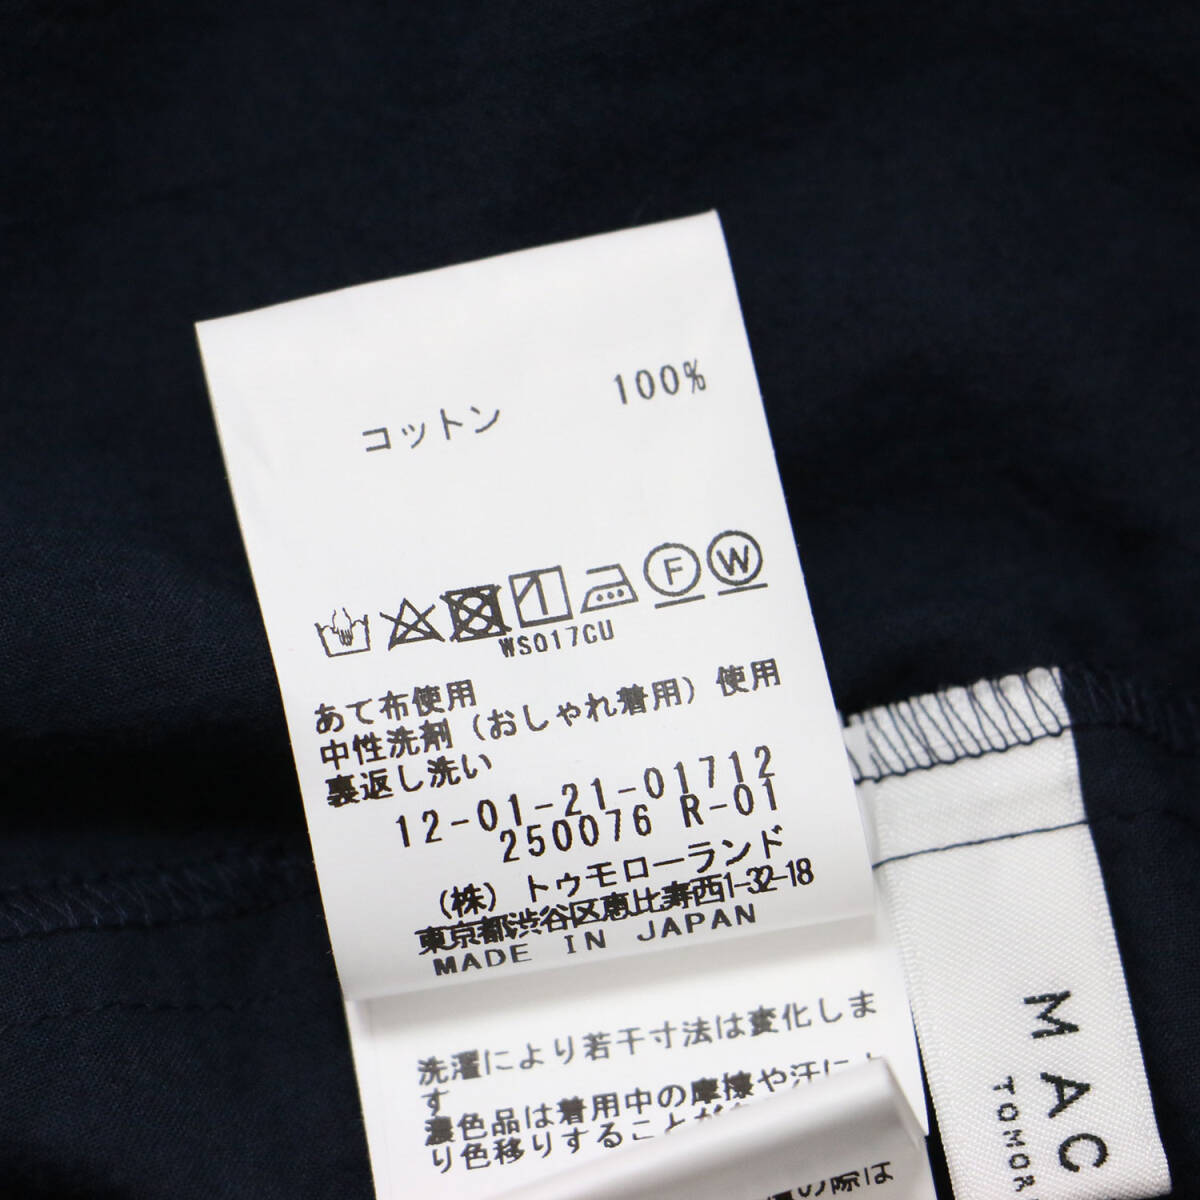 コットン 100%
F W
WS017CU
あて布使用
中性洗剤（おしゃれ着用）使用
裏返し洗い
12-01-21-01712
250076 R-01
（株）トゥモローランド
東京都渋谷区恵比寿西1-32-18
MADE IN JAPAN
洗濯により若干寸法は変化しま
す
濃色品は着用中の摩擦や汗に
り色移りすることが
の際は
MAC
TOMOR